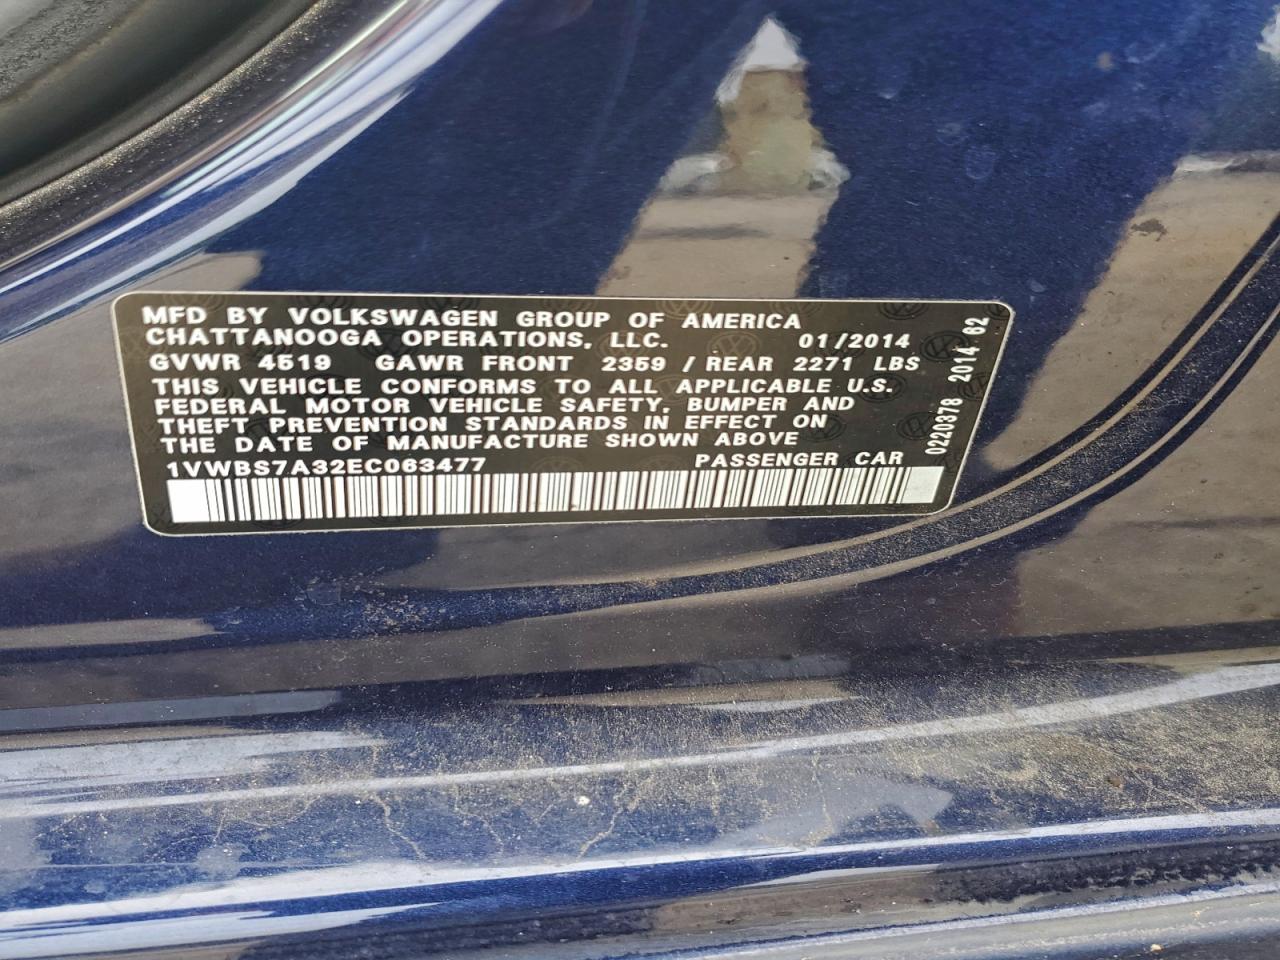 MFD BY VOLKSWAGEN GROUP OF AMERICA
CHATTANOOGA OPERATIONS, LLC. 01/2014
GVWR 4519 GAWR FRONT 2359 / REAR 2271 LBS
THIS VEHICLE CONFORMS TO ALL APPLICABLE U.S.
FEDERAL MOTOR VEHICLE SAFETY, BUMPER AND
THEFT PREVENTION STANDARDS IN EFFECT ON
THE DATE OF MANUFACTURE SHOWN ABOVE
1VWBS7A32EC063477 PASSENGER CAR
0220378 2014 62